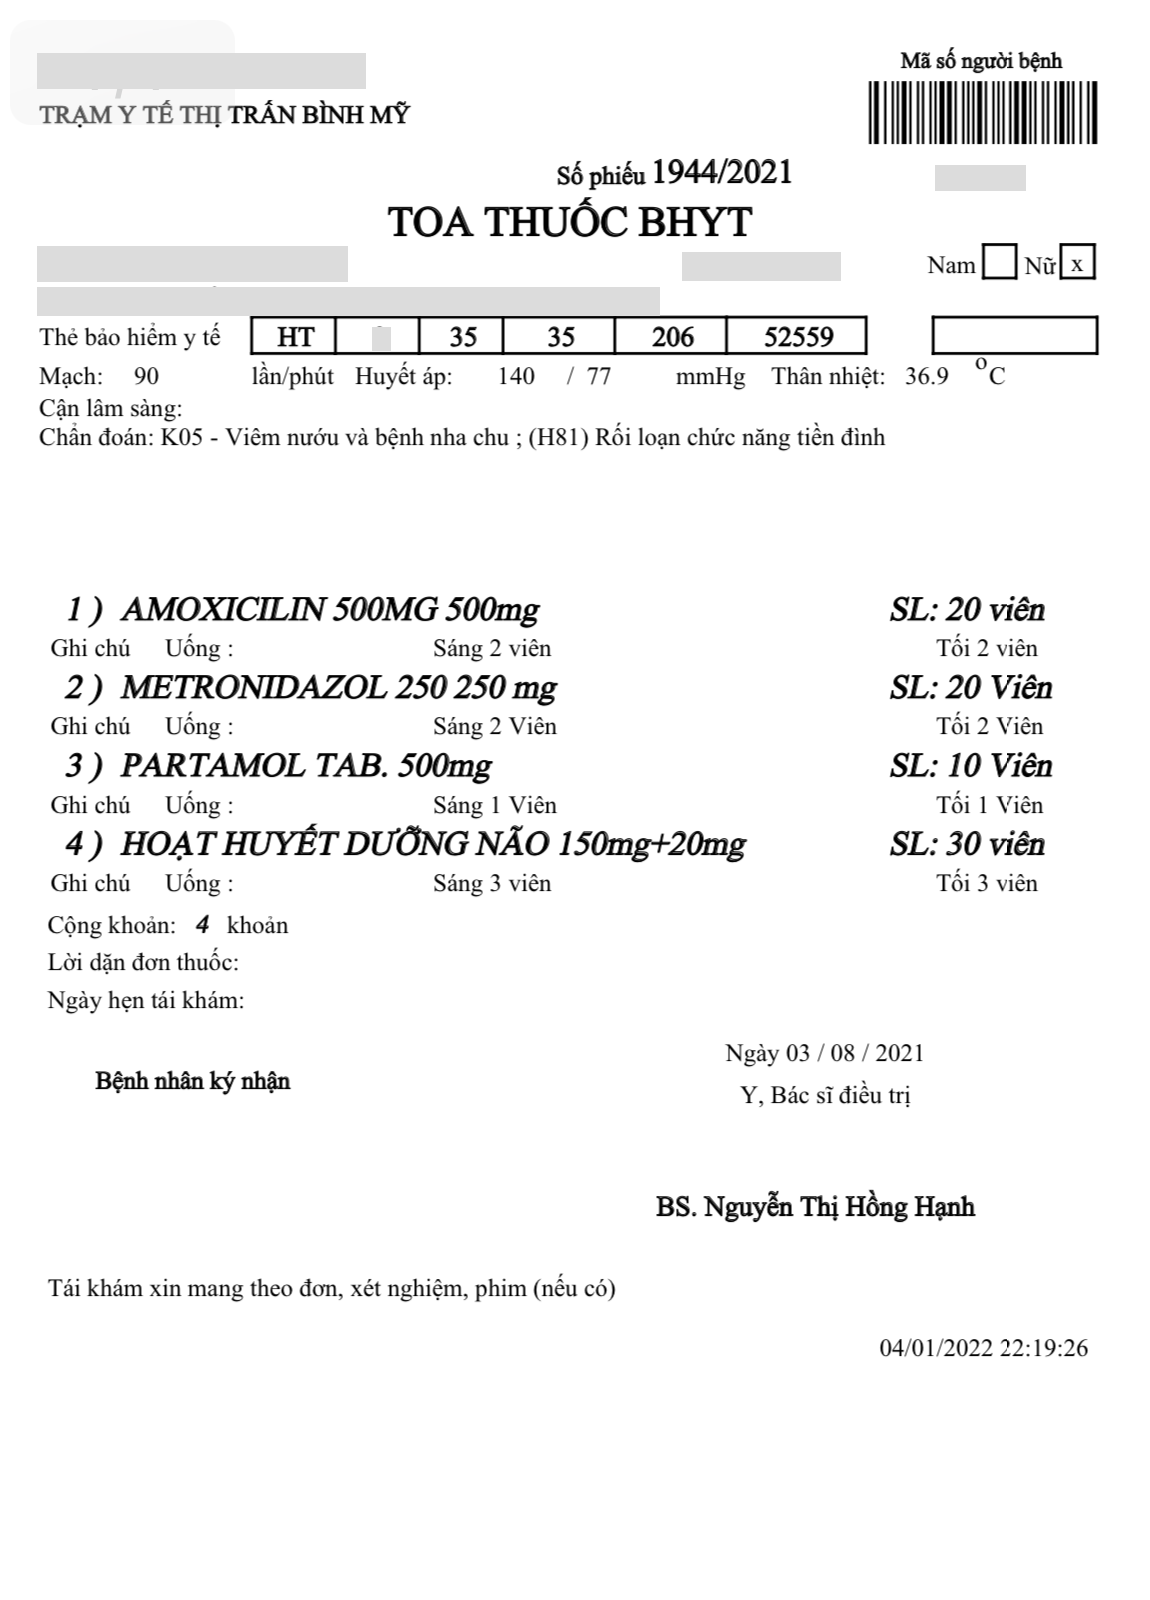 Mã số người bệnh
TRẠM Y TẾ THỊ TRẤN BÌNH MỸ
Số phiếu 1944/2021
TOA THUỐC BHYT
Nam Nữ x
Thẻ bảo hiểm y tế HT 35 35 206 52559
Mạch: 90 lần/phút Huyết áp: 140 / 77 mmHg Thân nhiệt: 36.9 °C
Cận lâm sàng:
Chẩn đoán: K05 - Viêm nướu và bệnh nha chu ; (H81) Rối loạn chức năng tiền đình
1 ) AMOXICILIN 500MG 500mg SL: 20 viên
Ghi chú Uống : Sáng 2 viên Tối 2 viên
2 ) METRONIDAZOL 250 250 mg SL: 20 Viên
Ghi chú Uống : Sáng 2 Viên Tối 2 Viên
3 ) PARTAMOL TAB. 500mg SL: 10 Viên
Ghi chú Uống : Sáng 1 Viên Tối 1 Viên
4 ) HOẠT HUYẾT DƯỠNG NÃO 150mg+20mg SL: 30 viên
Ghi chú Uống : Sáng 3 viên Tối 3 viên
Cộng khoản: 4 khoản
Lời dặn đơn thuốc:
Ngày hẹn tái khám:
Ngày 03 / 08 / 2021
Bệnh nhân ký nhận
Y, Bác sĩ điều trị
BS. Nguyễn Thị Hồng Hạnh
Tái khám xin mang theo đơn, xét nghiệm, phim (nếu có)
04/01/2022 22:19:26